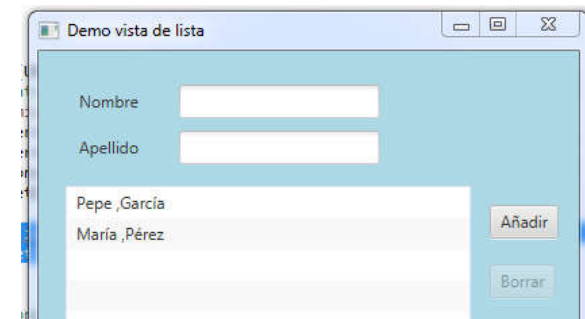 Demo vista de lista
Nombre
Apellido
Pepe ,García
María ,Pérez
Añadir
Borrar